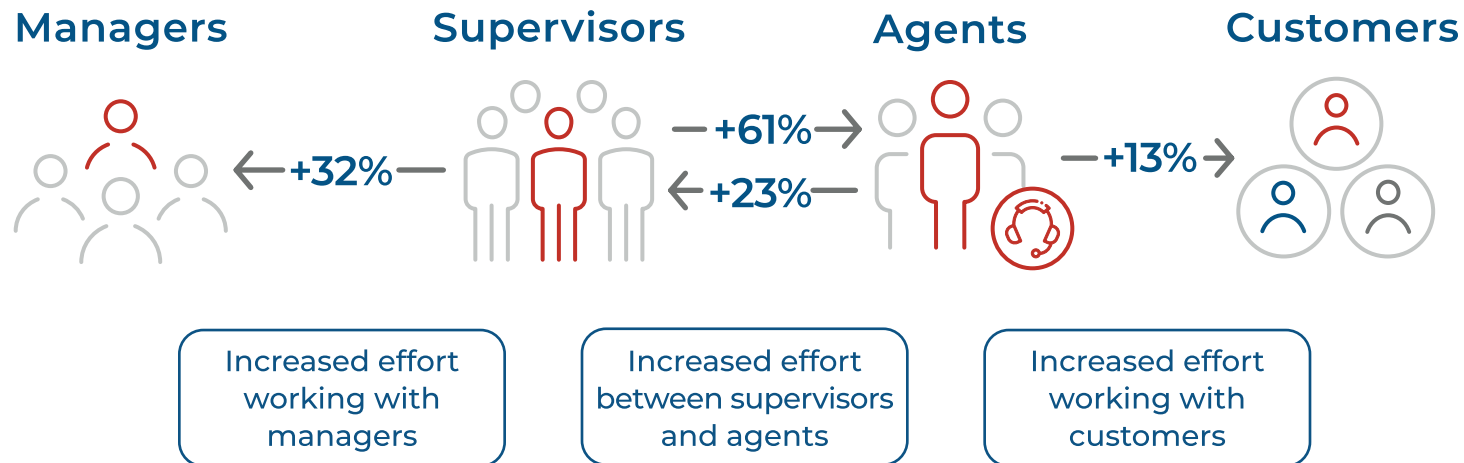 Managers
Supervisors
Agents
Customers
+32%
+61%
+23%
+13%
Increased effort
working with
managers
Increased effort
between supervisors
and agents
Increased effort
working with
customers